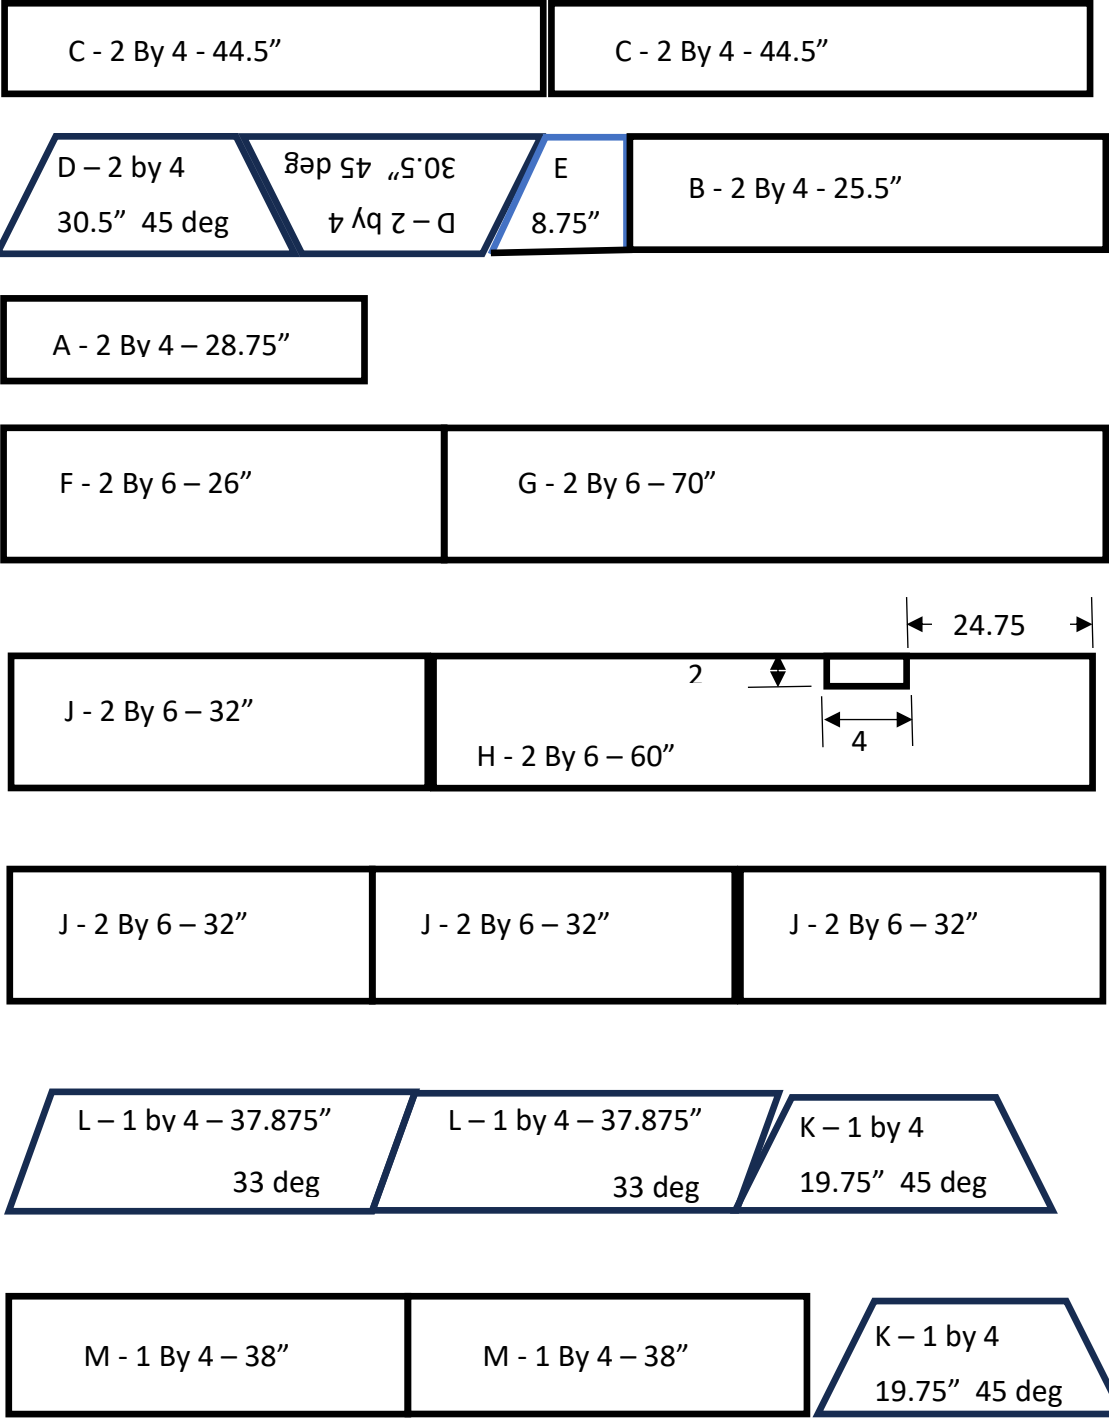 C - 2 By 4 - 44.5”
C - 2 By 4 - 44.5”
D – 2 by 4
30.5”  45 deg
D – 2 by 4
30.5”  45 deg
E
8.75”
B - 2 By 4 - 25.5”
A - 2 By 4 – 28.75”
F - 2 By 6 – 26”
G - 2 By 6 – 70”
24.75
J - 2 By 6 – 32”
2
4
H - 2 By 6 – 60”
J - 2 By 6 – 32”
J - 2 By 6 – 32”
J - 2 By 6 – 32”
L – 1 by 4 – 37.875”
33 deg
L – 1 by 4 – 37.875”
33 deg
K – 1 by 4
19.75”  45 deg
M - 1 By 4 – 38”
M - 1 By 4 – 38”
K – 1 by 4
19.75”  45 deg